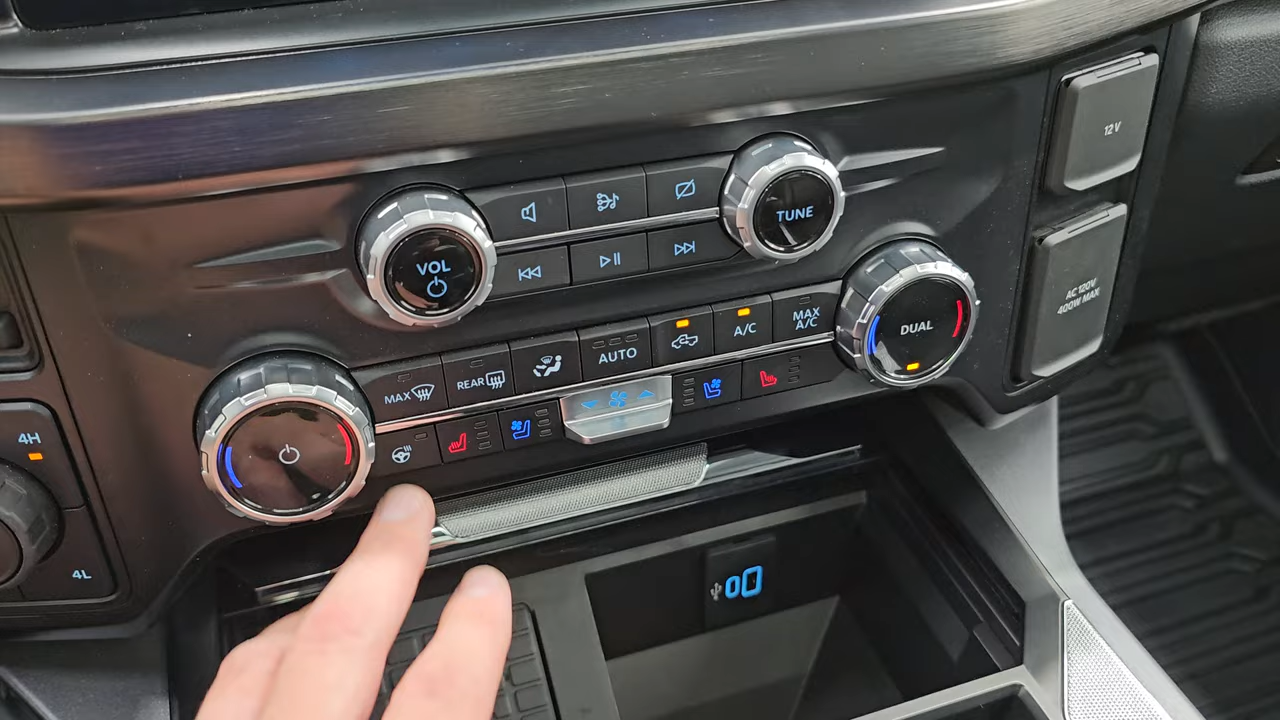 12V
TUNE
VOL
AC 120V
400W MAX
DUAL
MAX
A/C
A/C
AUTO
REAR
MAX
4H
4L